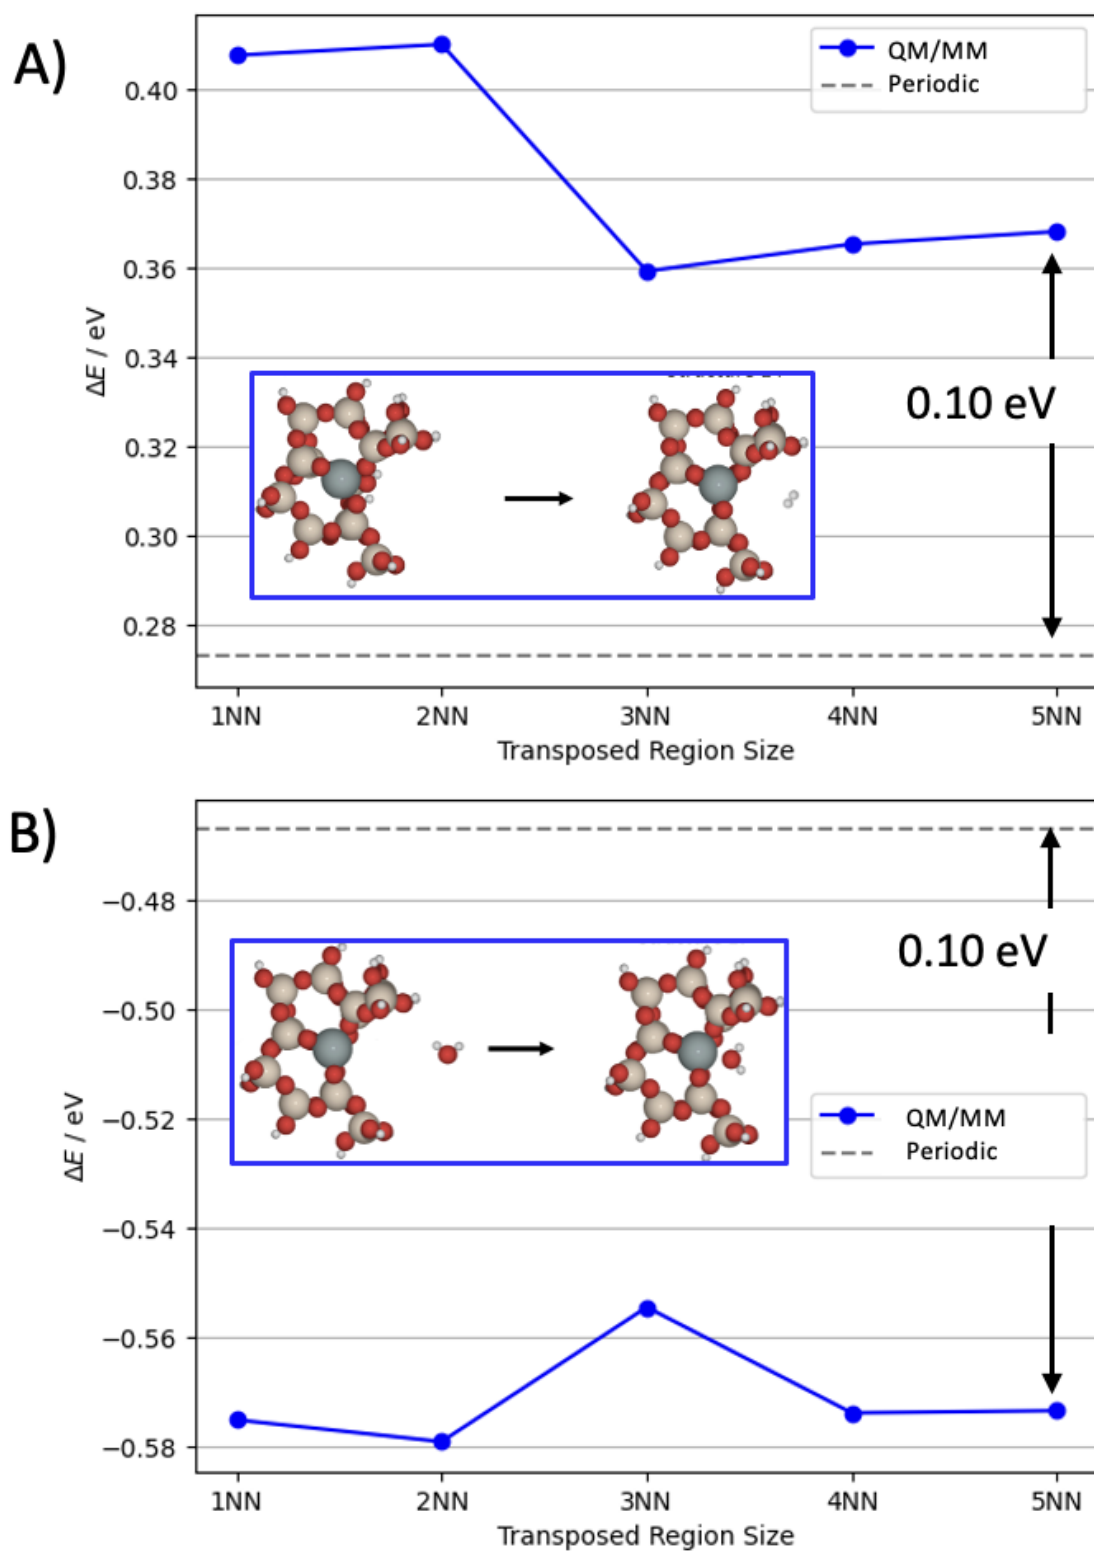 A)
QM/MM
Periodic
0.40
0.38
0.36
0.34
0.32
0.30
0.28
ΔE / eV
0.10 eV
1NN 2NN 3NN 4NN 5NN
Transposed Region Size
B)
−0.48
−0.50
−0.52
−0.54
−0.56
−0.58
ΔE / eV
0.10 eV
QM/MM
Periodic
1NN 2NN 3NN 4NN 5NN
Transposed Region Size